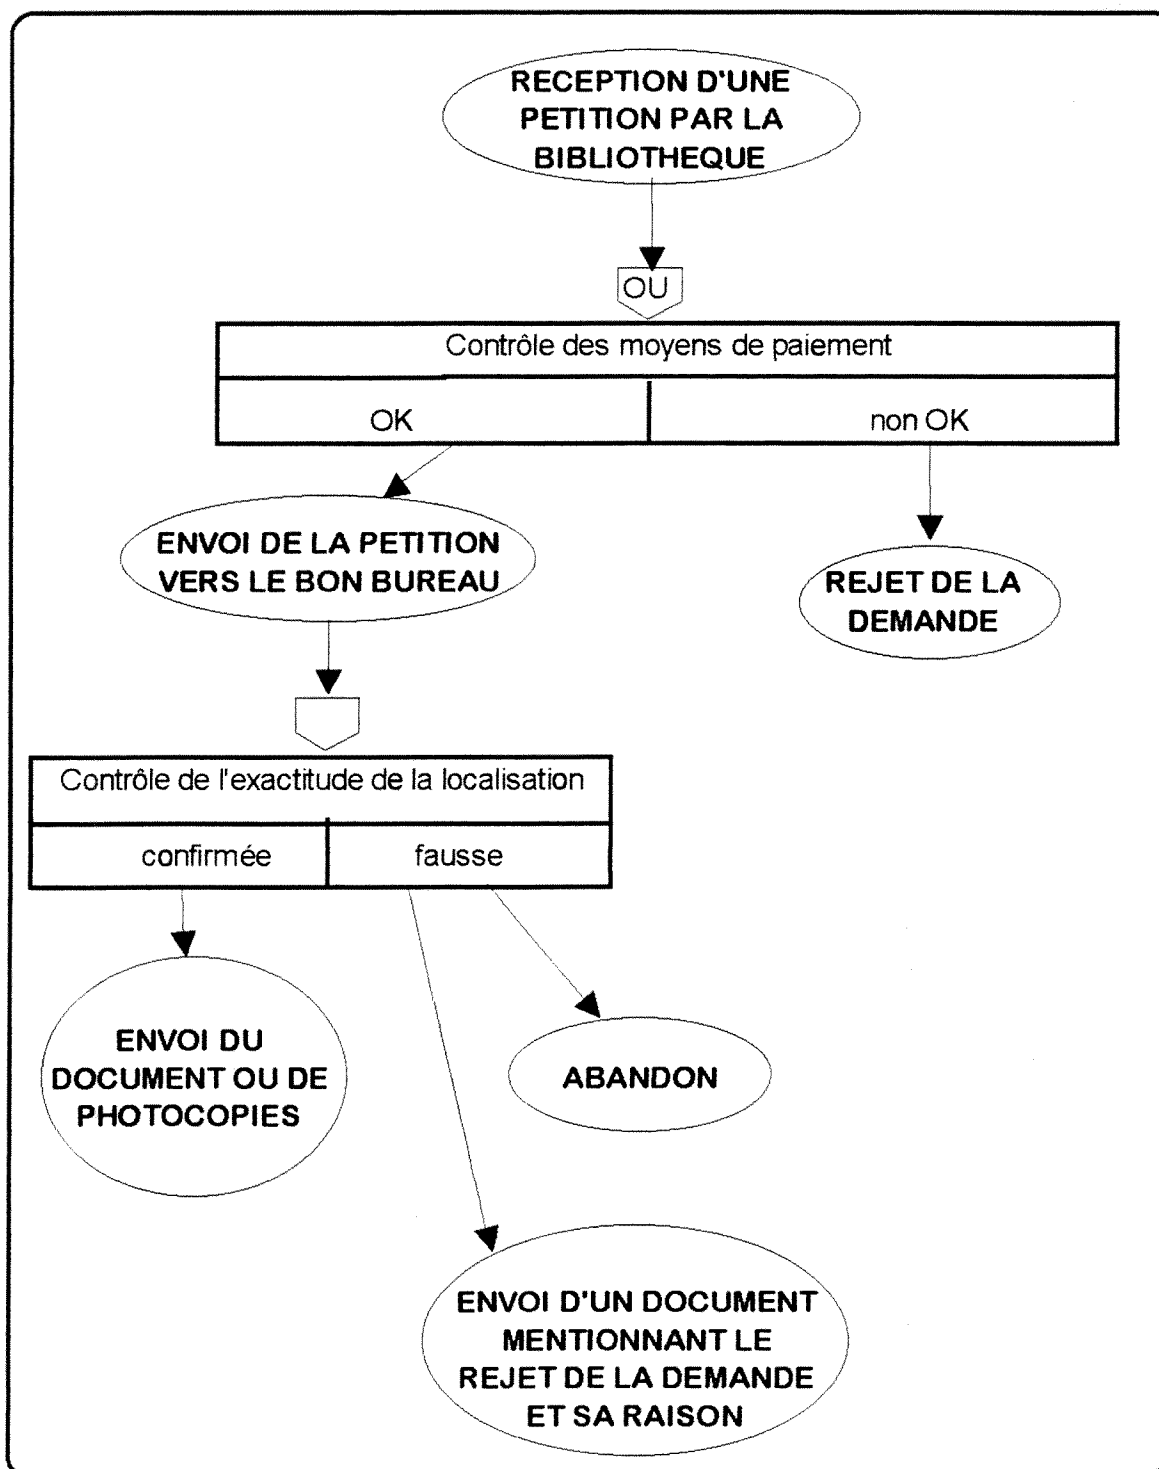 RECEPTION D'UNE
PETITION PAR LA
BIBLIOTHEQUE
OU
Contrôle des moyens de paiement
OK
non OK
ENVOI DE LA PETITION
VERS LE BON BUREAU
REJET DE LA
DEMANDE
Contrôle de l'exactitude de la localisation
confirmée
fausse
ENVOI DU
DOCUMENT OU DE
PHOTOCOPIES
ABANDON
ENVOI D'UN DOCUMENT
MENTIONNANT LE
REJET DE LA DEMANDE
ET SA RAISON